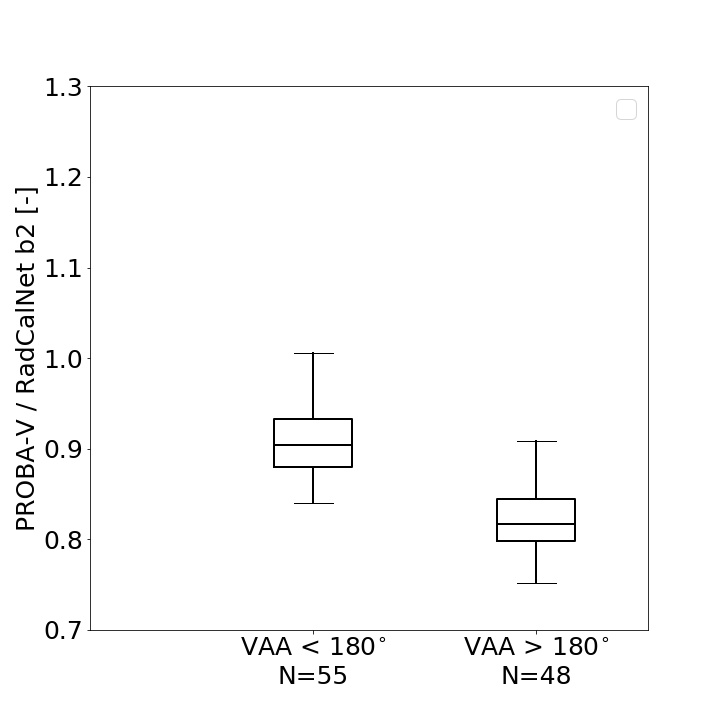 1.3
1.2
1.1
1.0
0.9
0.8
0.7
PROBA-V / RadCalNet b2 [-]
VAA < 180° VAA > 180°
N=55 N=48